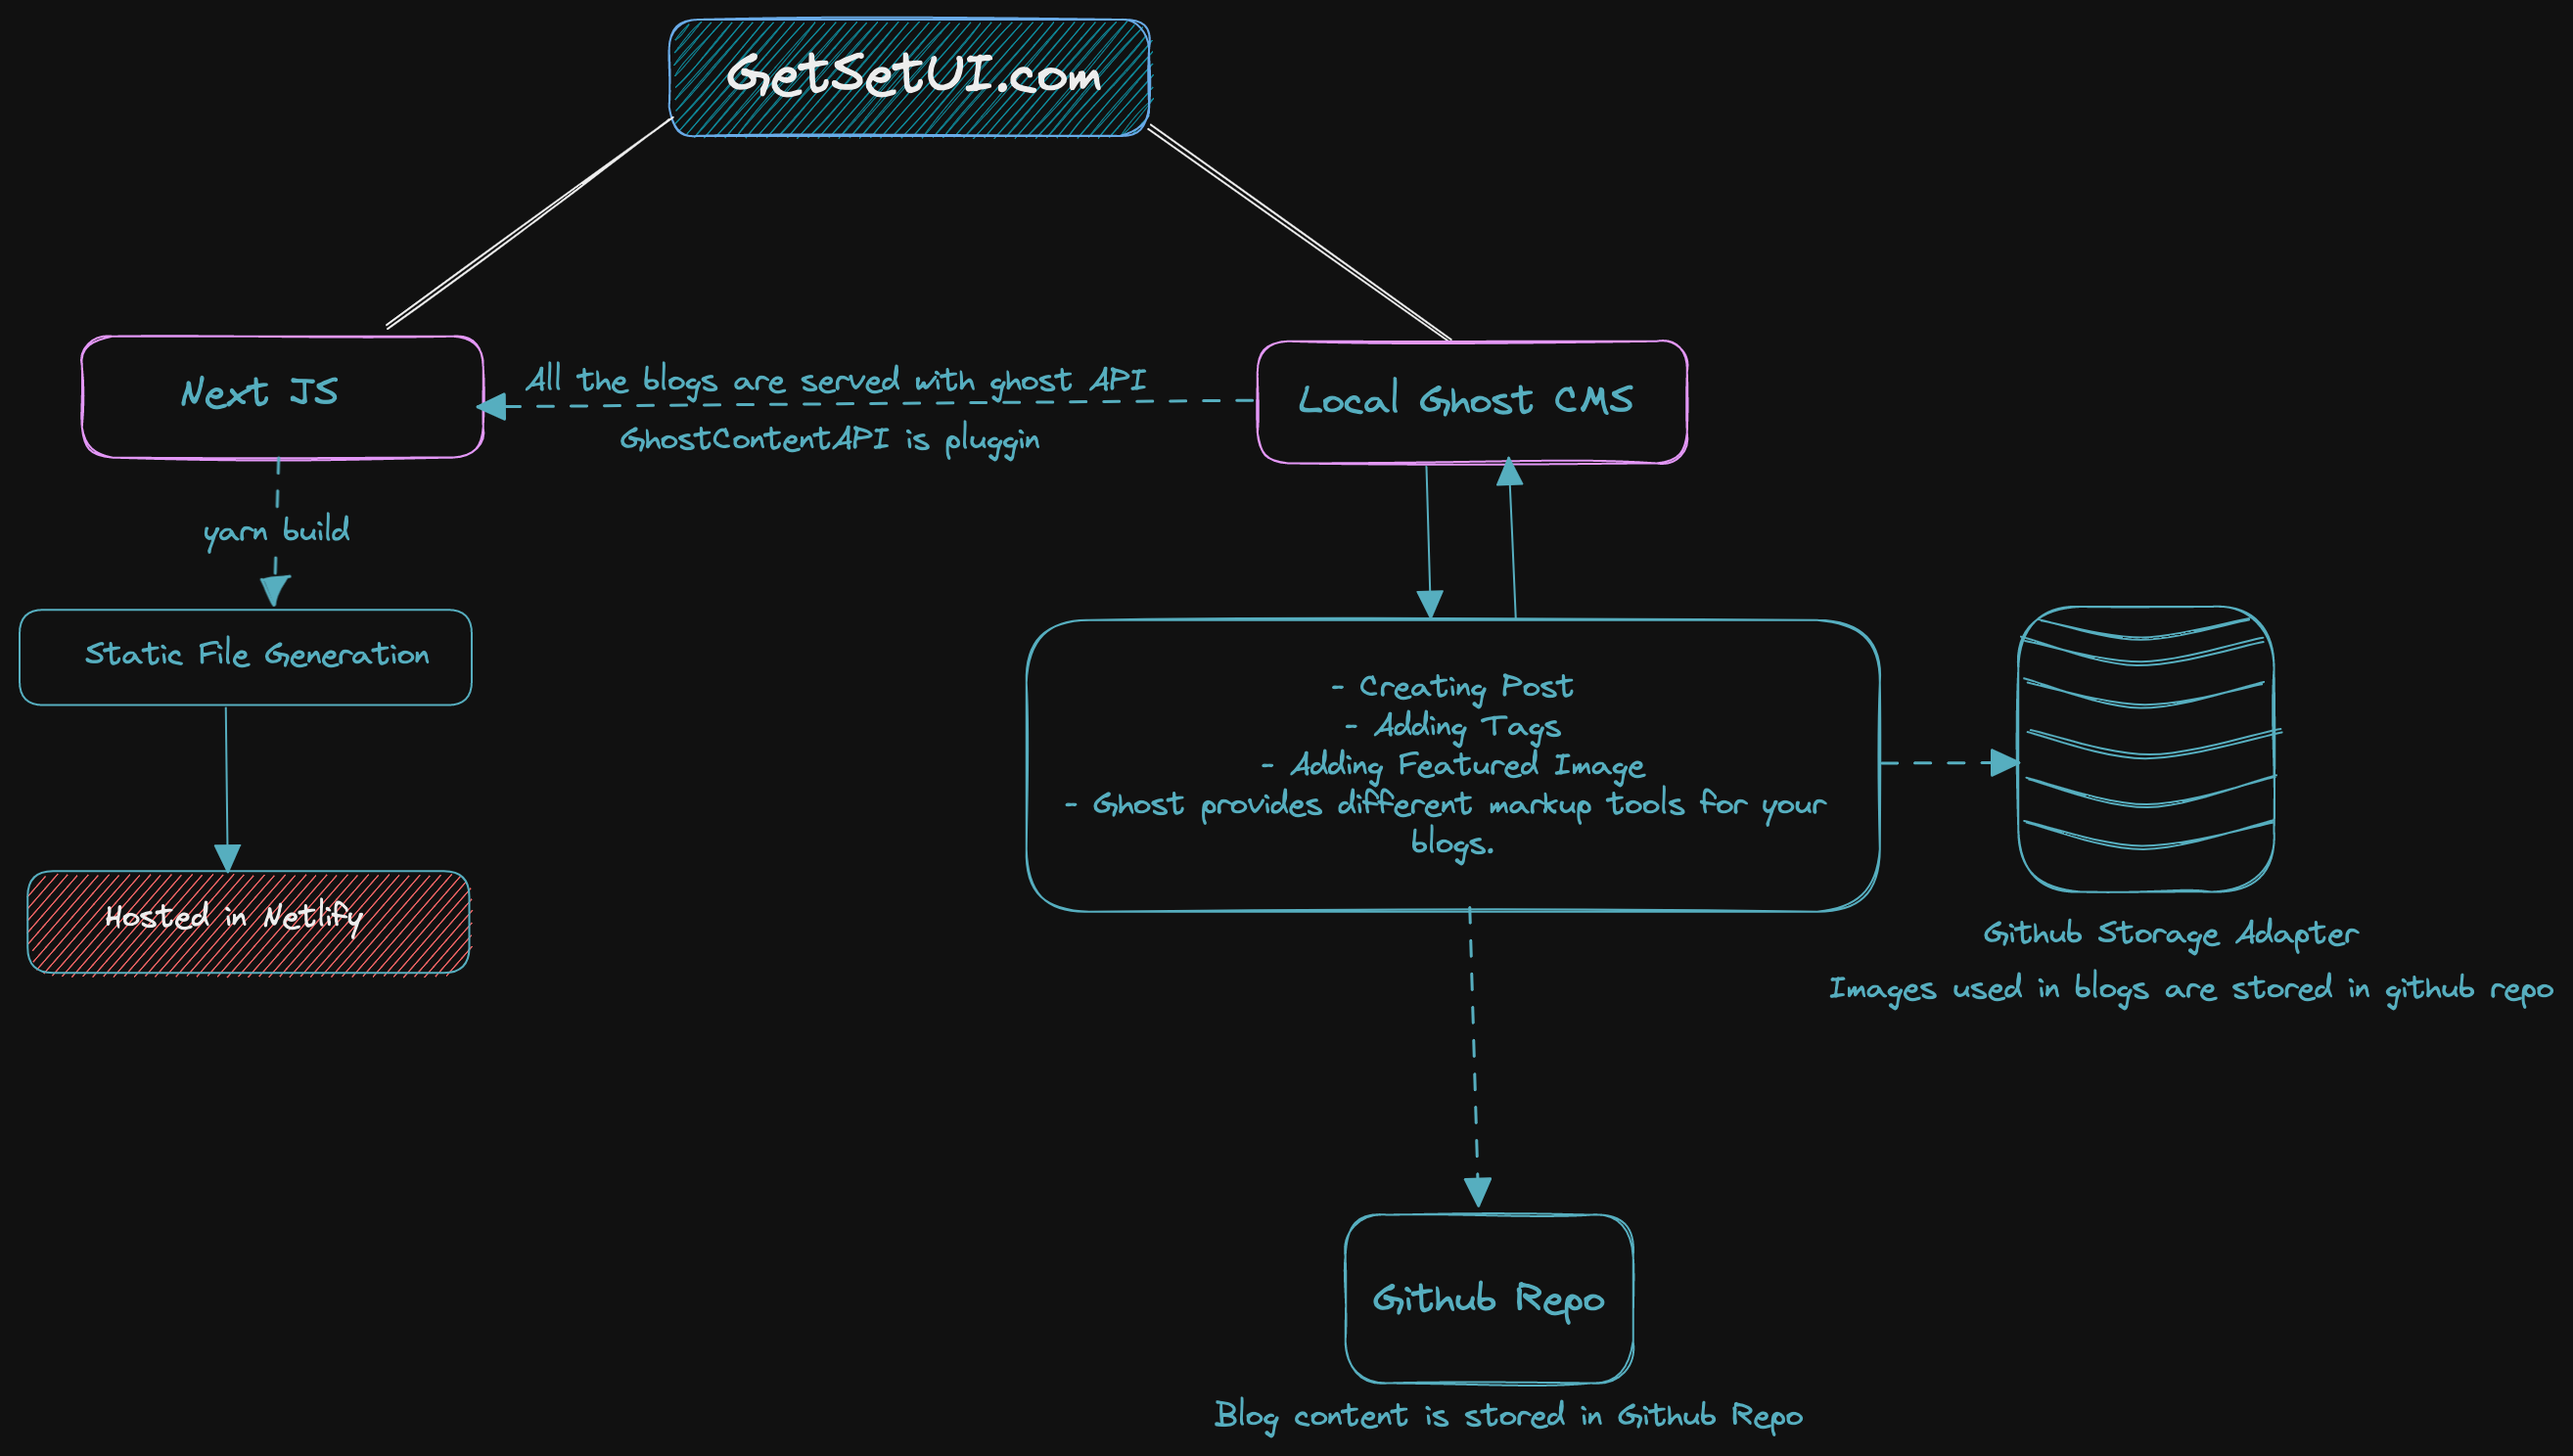 GetSetUI.com
Next JS
All the blogs are served with ghost API
GhostContentAPI is pluggin
Local Ghost CMS
yarn build
Static File Generation
Hosted in Netlify
- Creating Post
- Adding Tags
- Adding Featured Image
- Ghost provides different markup tools for your
blogs.
Github Storage Adapter
Images used in blogs are stored in github repo
Github Repo
Blog content is stored in Github Repo